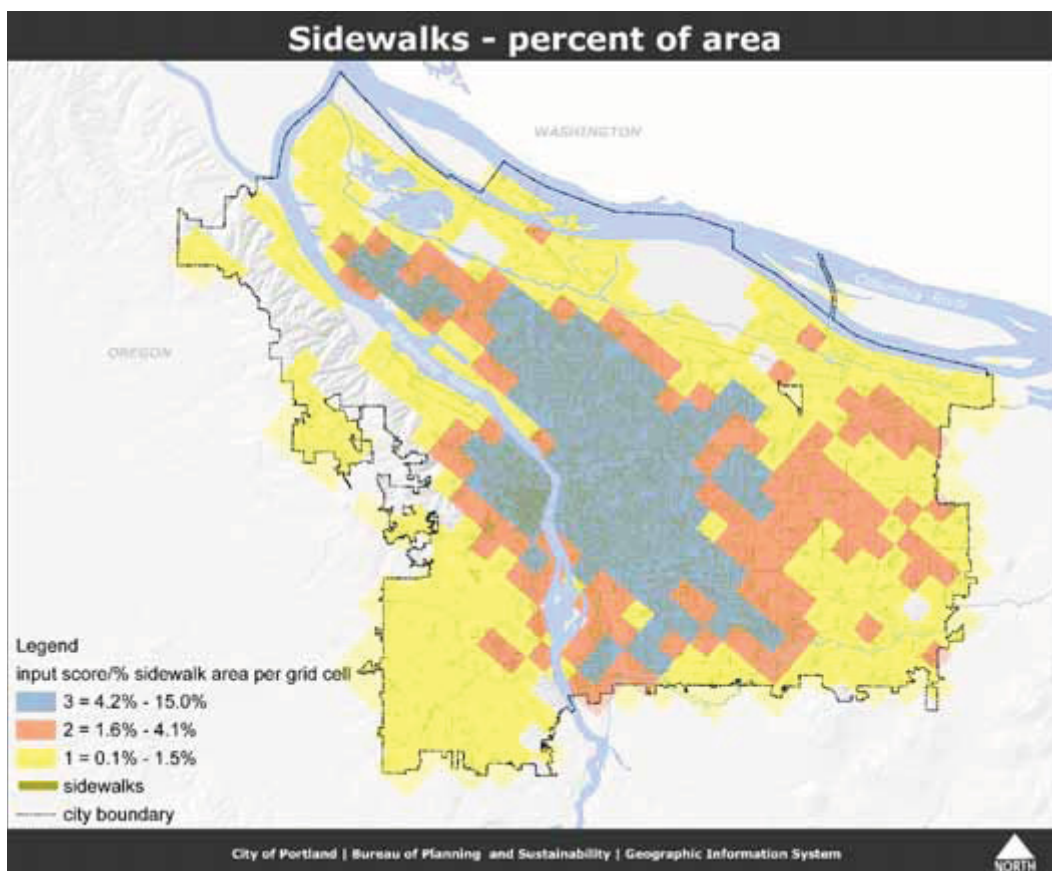 Sidewalks - percent of area
WASHINGTON
Columbia River
OREGON
Legend
input score/% sidewalk area per grid cell
3 = 4.2% - 15.0%
2 = 1.6% - 4.1%
1 = 0.1% - 1.5%
sidewalks
city boundary
City of Portland | Bureau of Planning and Sustainability | Geographic Information System
NORTH